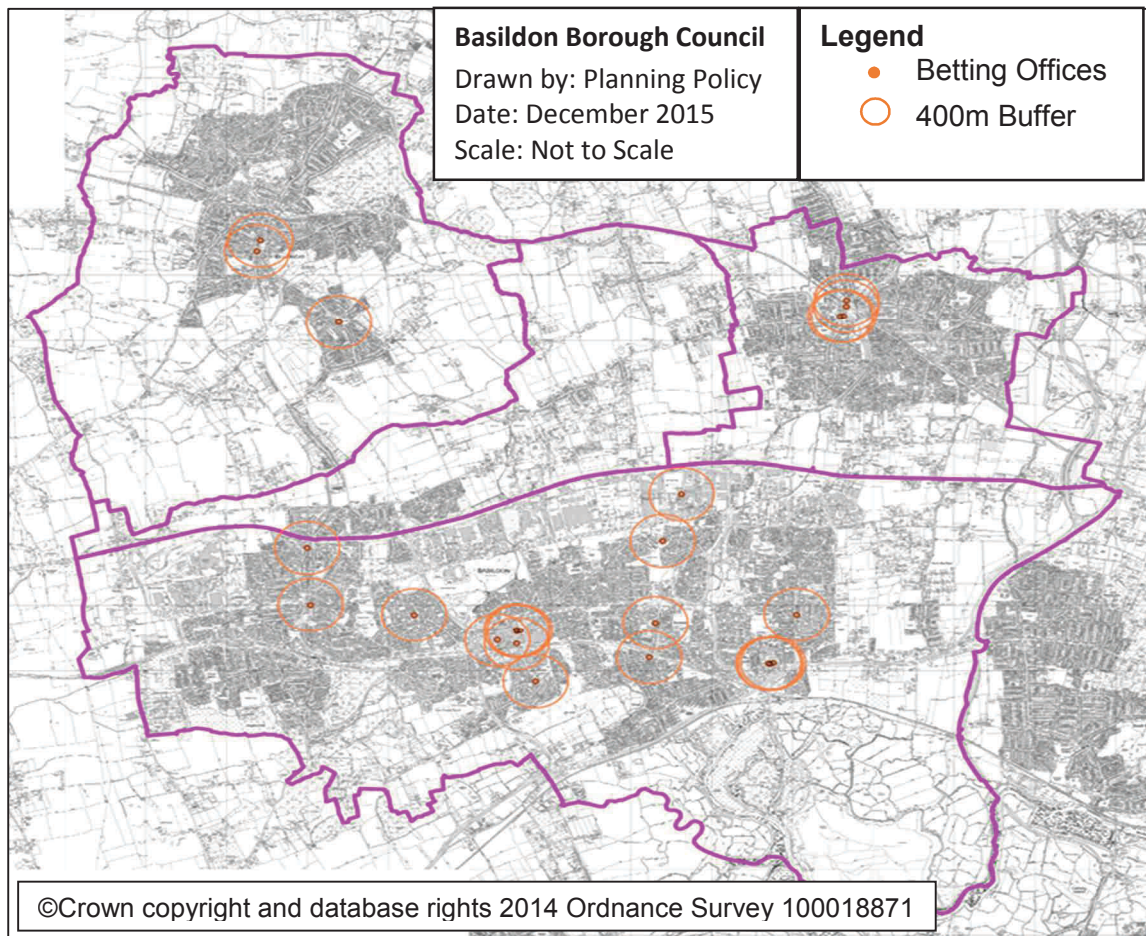 Basildon Borough Council
Drawn by: Planning Policy
Date: December 2015
Scale: Not to Scale
Legend
Betting Offices
400m Buffer
BASILDON
©Crown copyright and database rights 2014 Ordnance Survey 100018871